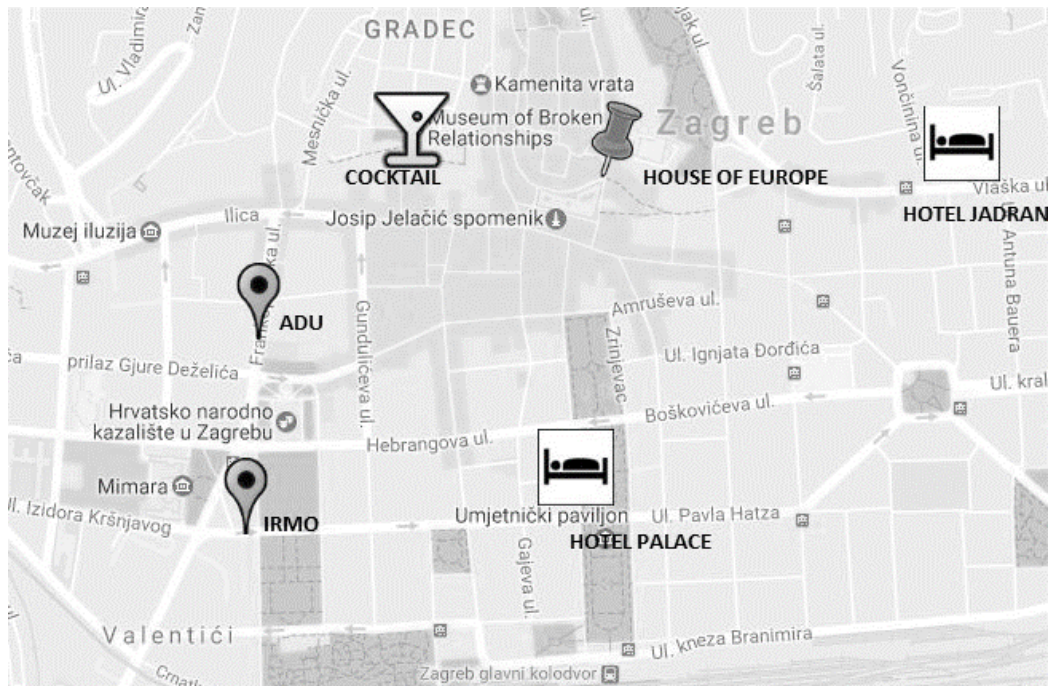 GRADEC
Ul. Vladimira
Mesnička ul.
Kamenita vrata
Museum of Broken
Relationships
Zagreb
Šalata ul.
Vončinina ul.
COCKTAIL
HOUSE OF EUROPE
Vlaška ul
HOTEL JADRAN
Ilica
Josip Jelačić spomenik
Muzej iluzija
Antuna Bauera
ADU
Gundulićeva ul.
Amruševa ul.
Zrinjevac
Ul. Ignjata Đorđića
prilaz Gjure Deželića
Boškovićeva ul.
Ul. kral
Hrvatsko narodno
kazalište u Zagrebu
Hebrangova ul.
Mimara
Ul. Izidora Kršnjavog
IRMO
Umjetnički paviljon
Ul. Pavla Hatza
HOTEL PALACE
Gajeva ul.
Valentići
Ul. kneza Branimira
Zagreb glavni kolodvor